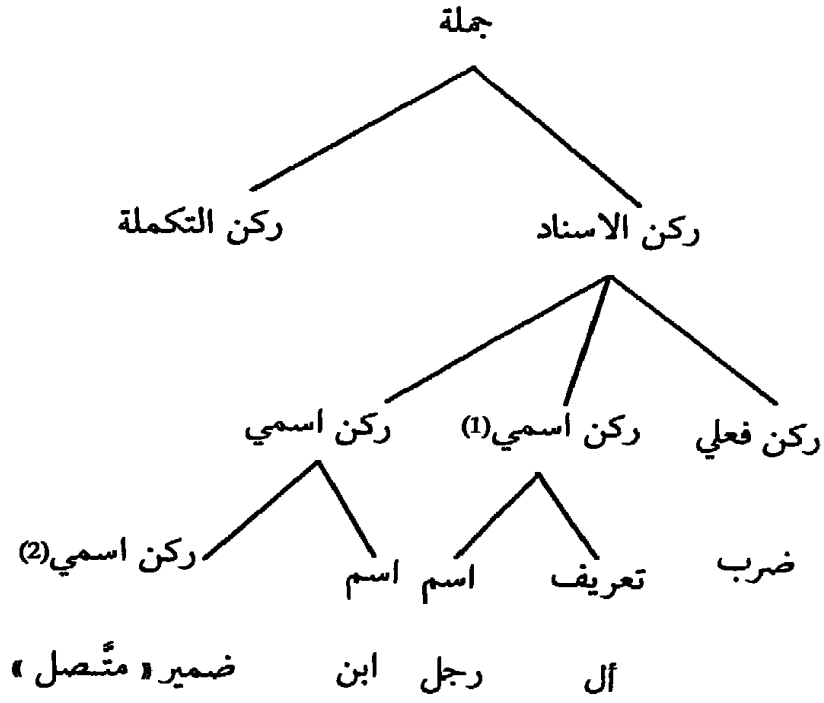 جملة
ركن الاسناد ركن التكملة
ركن فعلي ركن اسمي(1) ركن اسمي
ضرب تعريف اسم اسم ركن اسمي(2)
أل رجل ابن ضمير « متَّصل »